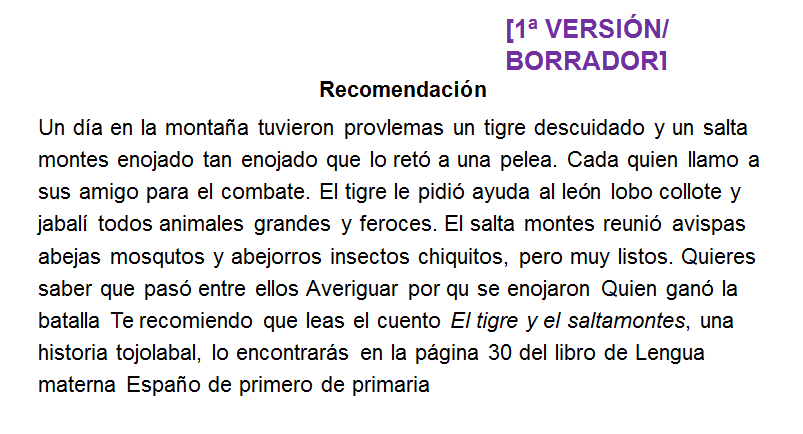 [1ª VERSIÓN/
BORRADOR]
Recomendación
Un día en la montaña tuvieron provlemas un tigre descuidado y un salta
montes enojado tan enojado que lo retó a una pelea. Cada quien llamo a
sus amigo para el combate. El tigre le pidió ayuda al león lobo collote y
jabalí todos animales grandes y feroces. El salta montes reunió avispas
abejas mosqutos y abejorros insectos chiquitos, pero muy listos. Quieres
saber que pasó entre ellos Averiguar por qu se enojaron Quien ganó la
batalla Te recomiendo que leas el cuento El tigre y el saltamontes, una
historia tojolabal, lo encontrarás en la página 30 del libro de Lengua
materna Españo de primero de primaria